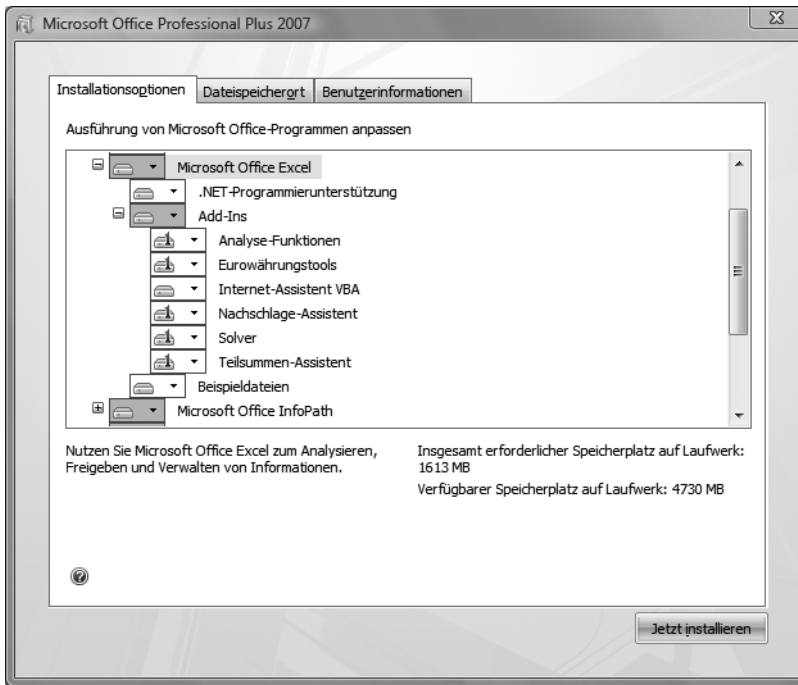 Microsoft Office Professional Plus 2007
Installationsoptionen
Dateispeicherort
Benutzerinformationen
Ausführung von Microsoft Office-Programmen anpassen
Microsoft Office Excel
.NET-Programmierunterstützung
Add-Ins
Analyse-Funktionen
Eurowährungstools
Internet-Assistent VBA
Nachschlage-Assistent
Solver
Teilsummen-Assistent
Beispieldateien
Microsoft Office InfoPath
Nutzen Sie Microsoft Office Excel zum Analysieren,
Freigeben und Verwalten von Informationen.
Insgesamt erforderlicher Speicherplatz auf Laufwerk:
1613 MB
Verfügbarer Speicherplatz auf Laufwerk: 4730 MB
Jetzt installieren